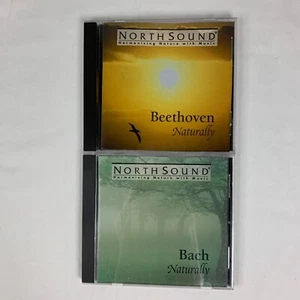 NORTHSOUND
Harmonizing Nature with Music
Beethoven
Naturally
NORTHSOUND
Harmonizing Nature with Music
Bach
Naturally